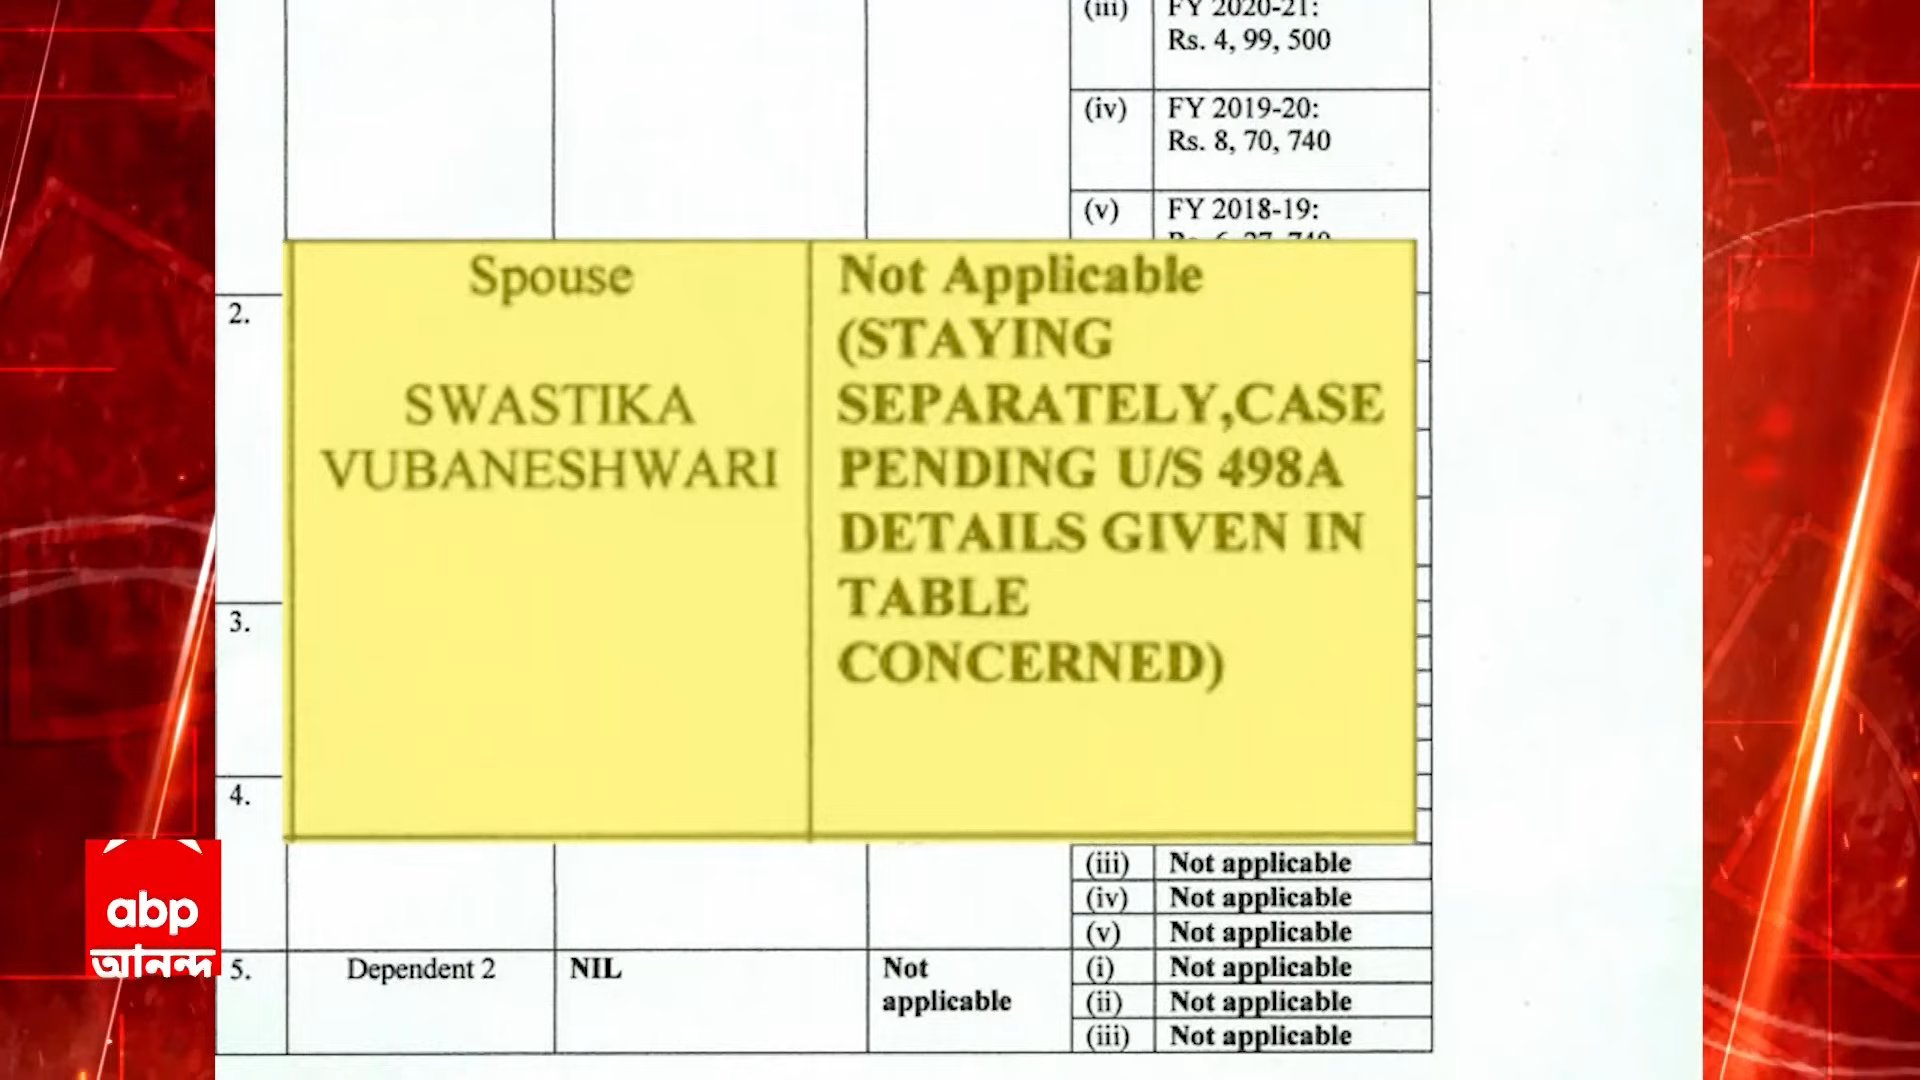 (iii) FY 2020-21:
Rs. 4, 99, 500
(iv) FY 2019-20:
Rs. 8, 70, 740
(v) FY 2018-19:
2.
Spouse
SWASTIKA
VUBANESHWARI
Not Applicable
(STAYING
SEPARATELY,CASE
PENDING U/S 498A
DETAILS GIVEN IN
TABLE
CONCERNED)
3.
4.
(iii) Not applicable
(iv) Not applicable
(v) Not applicable
5. Dependent 2 NIL Not
applicable
(i) Not applicable
(ii) Not applicable
(iii) Not applicable
abp
আনন্দ